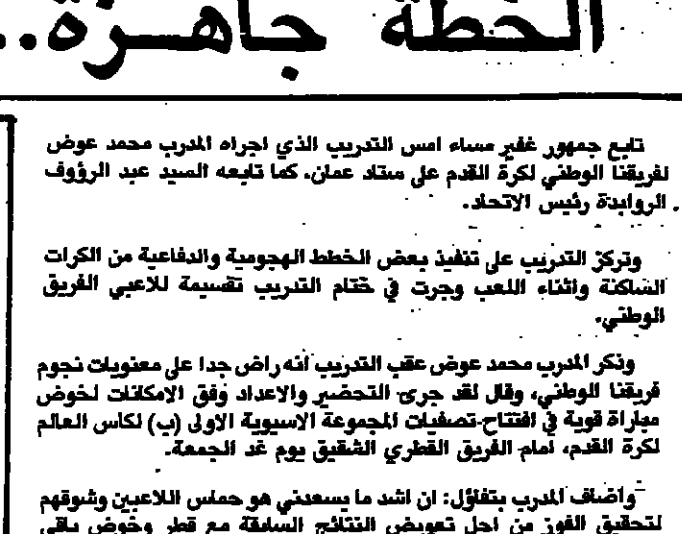 الخطة جاهـزة..
تابع جمهور غفير مساء امس التدريب الذي اجراه المدرب محمد عوض
لفريقنا الوطني لكرة القدم على ستاد عمان، كما تابعه السيد عبد الرؤوف
الروابدة رئيس الاتحاد.
وتركز التدريب على تنفيذ بعض الخطط الهجومية والدفاعية من الكرات
الساكنة واثناء اللعب وجرت في ختام التدريب تقسيمة للاعبي الفريق
الوطني.
وذكر المدرب محمد عوض عقب التدريب انه راض جدا على معنويات نجوم
فريقنا الوطني، وقال لقد جرى التحضير والاعداد وفق الامكانات لخوض
مباراة قوية في افتتاح تصفيات المجموعة الاسيوية الاولى (ب) لكاس العالم
لكرة القدم، امام الفريق القطري الشقيق يوم غد الجمعة.
واضاف المدرب بتفاؤل: ان اشد ما يسعدني هو حماس اللاعبين وشوقهم
لتحقيق الفوز من اجل تعويض النتائج السابقة مع قطر وخوض باقي